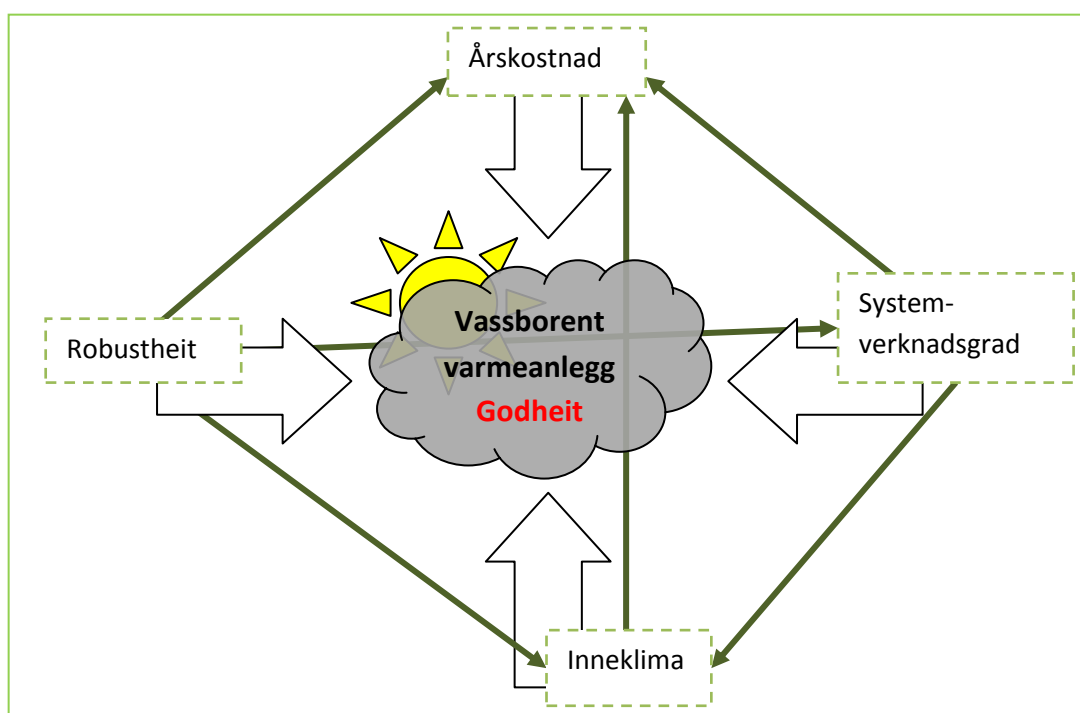 Årskostnad
Robustheit
Vassborent
varmeanlegg
Godheit
System-
verknadsgrad
Inneklima